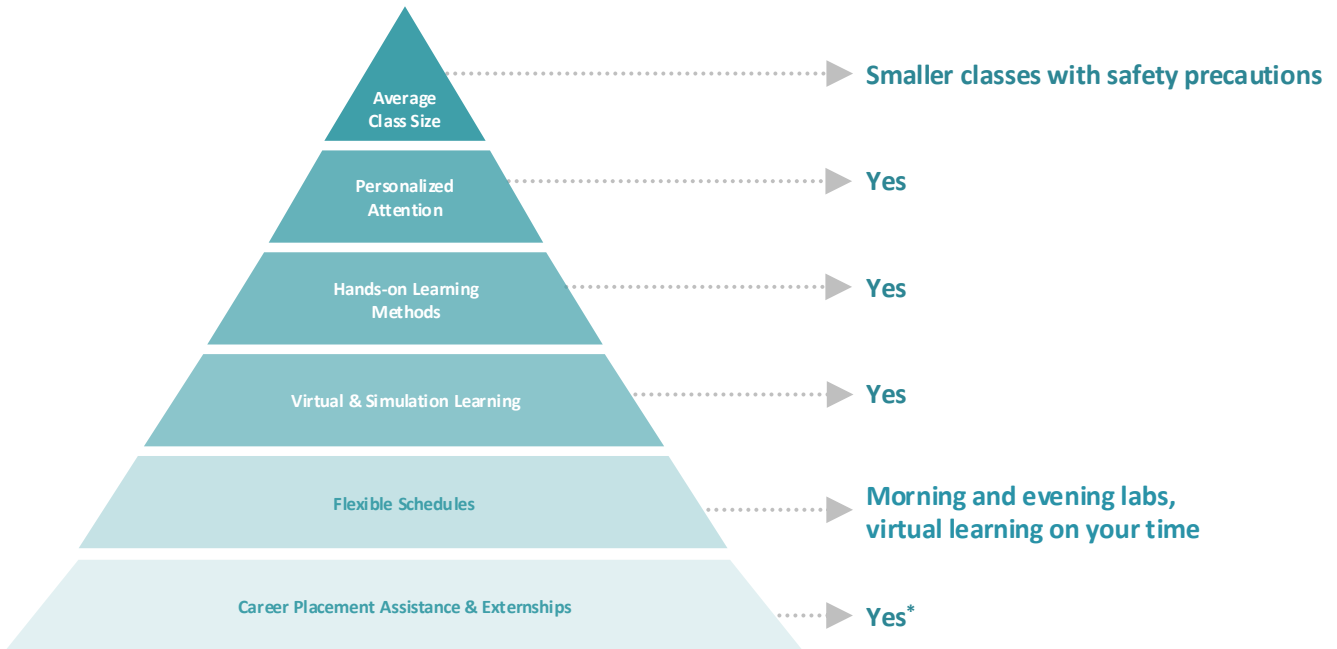 Average
Class Size
Smaller classes with safety precautions
Personalized
Attention
Yes
Hands-on Learning
Methods
Yes
Virtual & Simulation Learning
Yes
Flexible Schedules
Morning and evening labs,
virtual learning on your time
Career Placement Assistance & Externships
Yes*